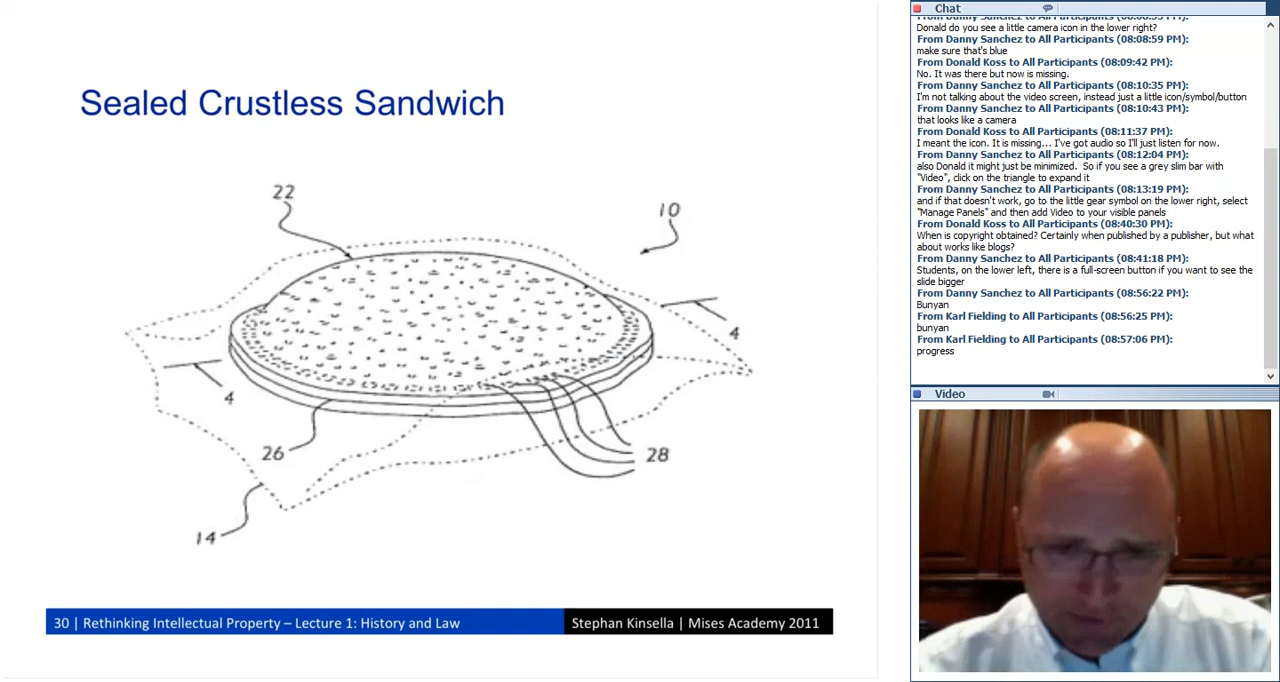 Sealed Crustless Sandwich
22
10
4
4
26
28
14
30 | Rethinking Intellectual Property – Lecture 1: History and Law
Stephan Kinsella | Mises Academy 2011
Chat
From Danny Sanchez to All Participants (08:08:55 PM):
Donald do you see a little camera icon in the lower right?
From Danny Sanchez to All Participants (08:08:59 PM):
make sure that's blue
From Donald Koss to All Participants (08:09:42 PM):
No. It was there but now is missing.
From Danny Sanchez to All Participants (08:10:35 PM):
I'm not talking about the video screen, instead just a little icon/symbol/button
From Danny Sanchez to All Participants (08:10:43 PM):
that looks like a camera
From Donald Koss to All Participants (08:11:37 PM):
I meant the icon. It is missing... I've got audio so I'll just listen for now.
From Danny Sanchez to All Participants (08:12:04 PM):
also Donald it might just be minimized. So if you see a grey slim bar with
"Video", click on the triangle to expand it
From Danny Sanchez to All Participants (08:13:19 PM):
and if that doesn't work, go to the little gear symbol on the lower right, select
"Manage Panels" and then add Video to your visible panels
From Donald Koss to All Participants (08:40:30 PM):
When is copyright obtained? Certainly when published by a publisher, but what
about works like blogs?
From Danny Sanchez to All Participants (08:41:18 PM):
Students, on the lower left, there is a full-screen button if you want to see the
slide bigger
From Danny Sanchez to All Participants (08:56:22 PM):
Bunyan
From Karl Fielding to All Participants (08:56:25 PM):
bunyan
From Karl Fielding to All Participants (08:57:06 PM):
progress
Video